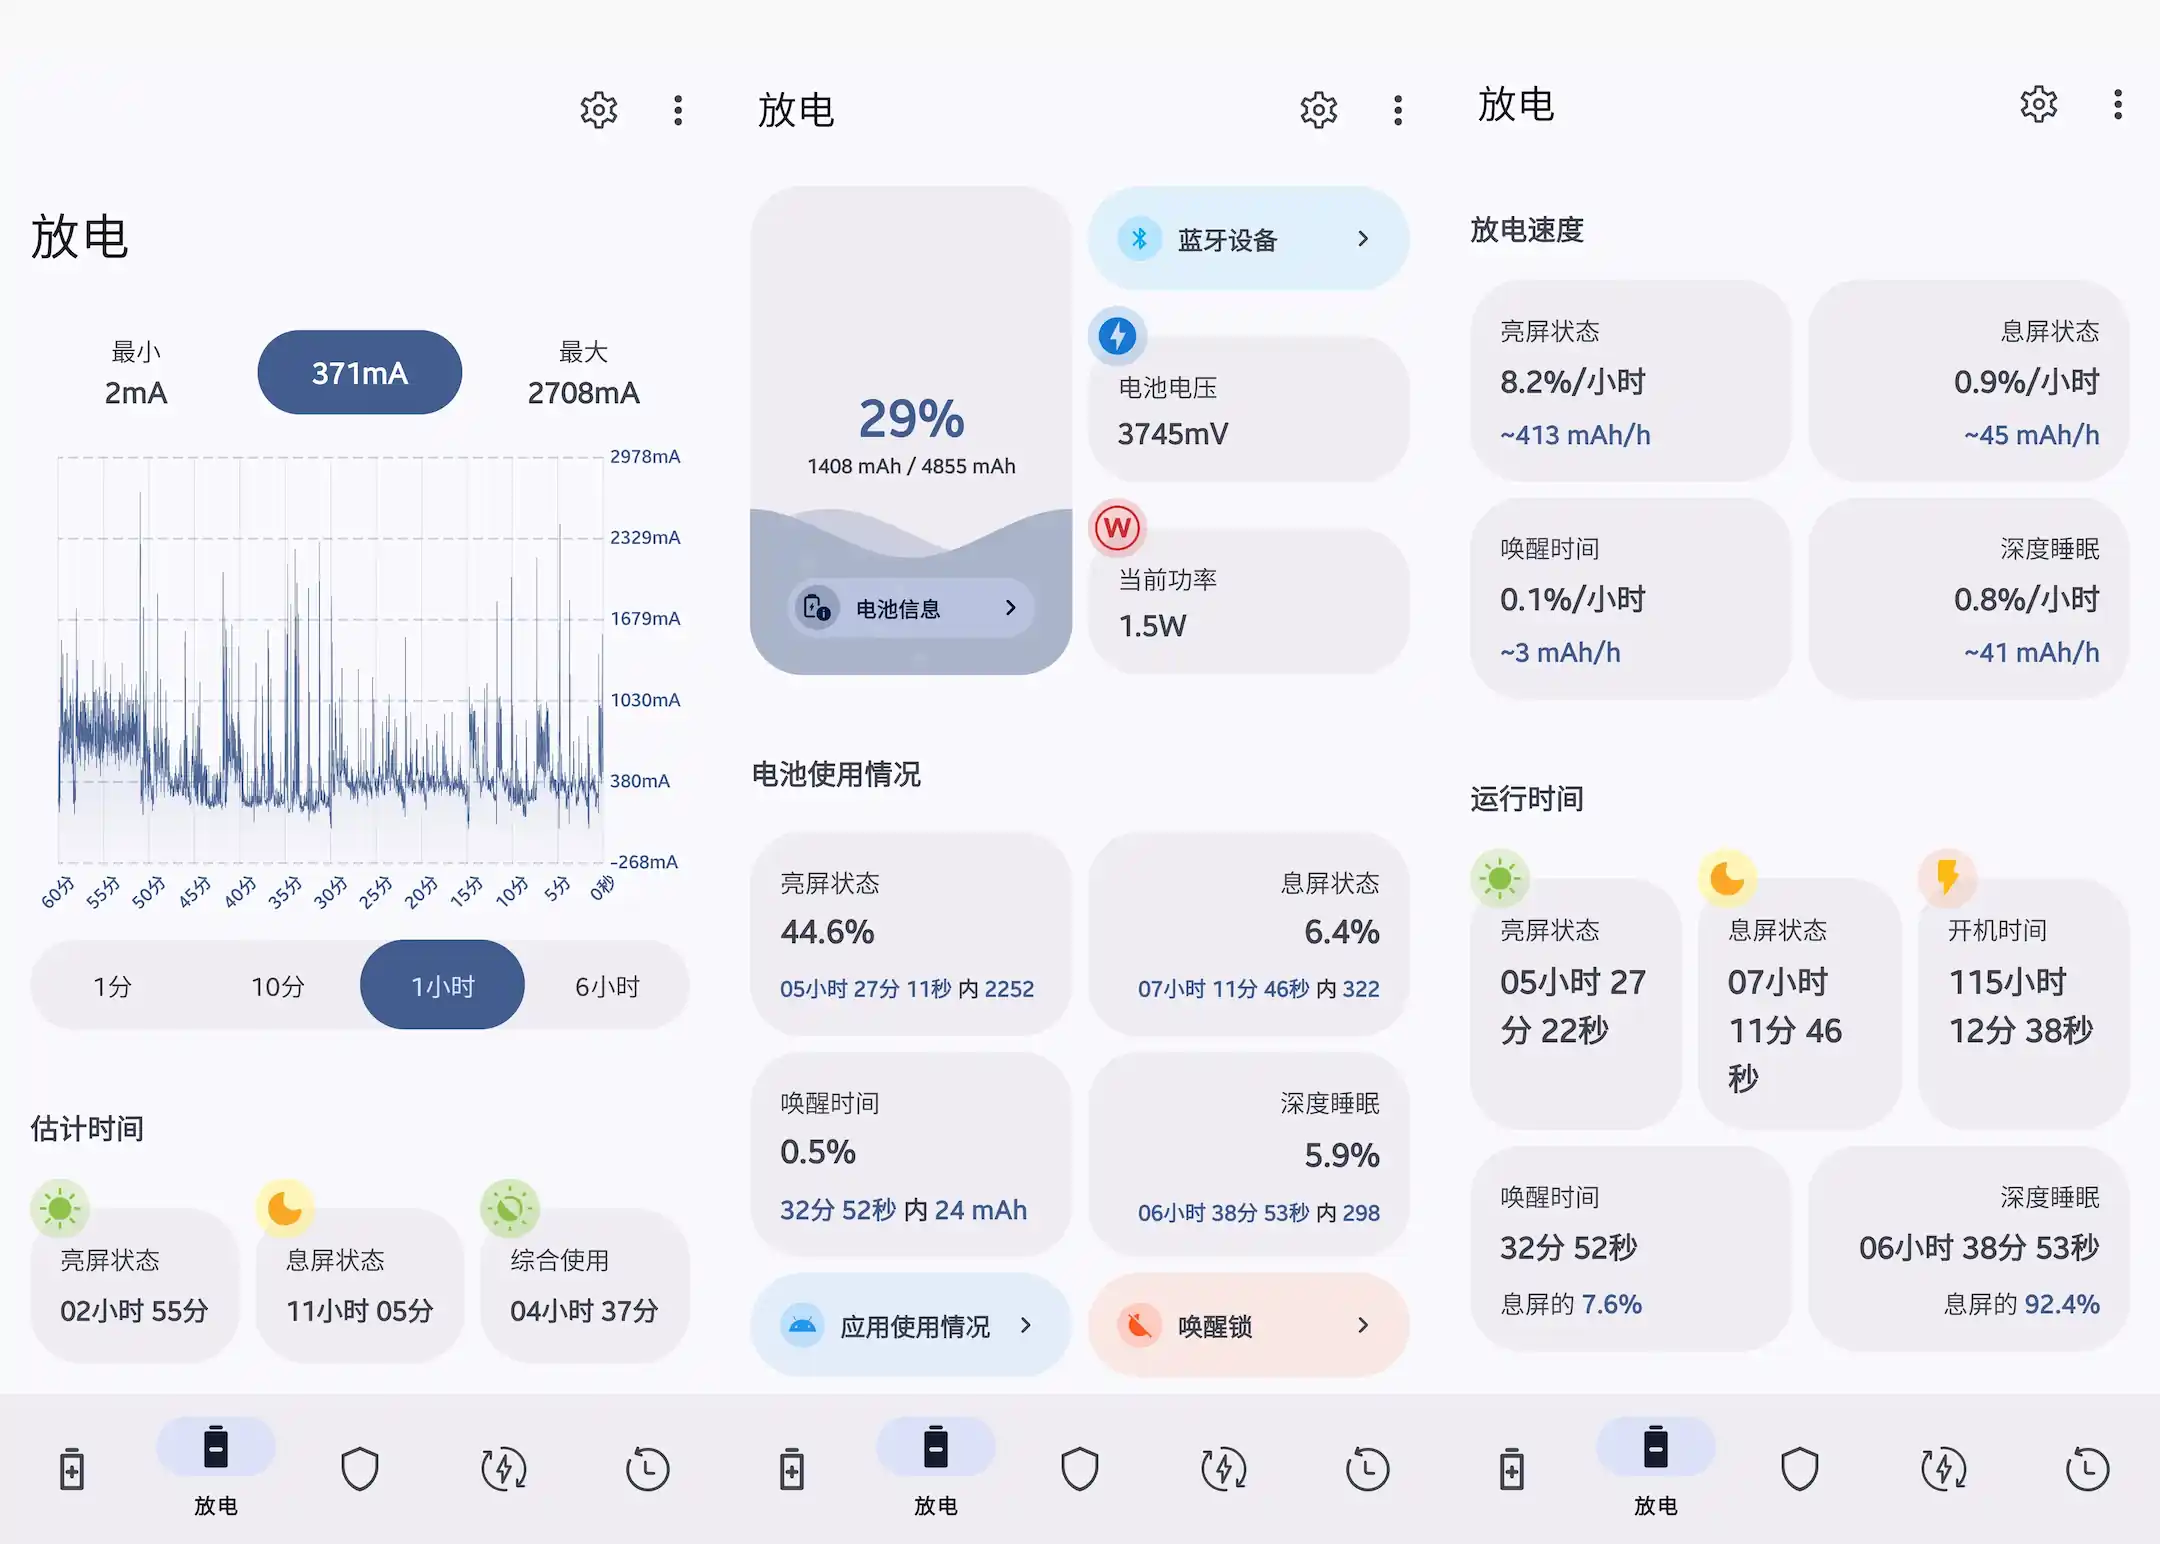 放电
最小
2mA
371mA
最大
2708mA
2978mA
2329mA
1679mA
1030mA
380mA
-268mA
60分
55分
50分
45分
40分
35分
30分
25分
20分
15分
10分
5分
0秒
1分
10分
1小时
6小时
估计时间
亮屏状态
02小时 55分
息屏状态
11小时 05分
综合使用
04小时 37分
放电
放电
29%
1408 mAh / 4855 mAh
电池信息
蓝牙设备
电池电压
3745mV
W
当前功率
1.5W
电池使用情况
亮屏状态
44.6%
05小时 27分 11秒 内 2252
息屏状态
6.4%
07小时 11分 46秒 内 322
唤醒时间
0.5%
32分 52秒 内 24 mAh
深度睡眠
5.9%
06小时 38分 53秒 内 298
应用使用情况
唤醒锁
放电
放电
放电速度
亮屏状态
8.2%/小时
~413 mAh/h
息屏状态
0.9%/小时
~45 mAh/h
唤醒时间
0.1%/小时
~3 mAh/h
深度睡眠
0.8%/小时
~41 mAh/h
运行时间
亮屏状态
05小时 27
分 22秒
息屏状态
07小时
11分 46
秒
开机时间
115小时
12分 38秒
唤醒时间
32分 52秒
息屏的 7.6%
深度睡眠
06小时 38分 53秒
息屏的 92.4%
放电